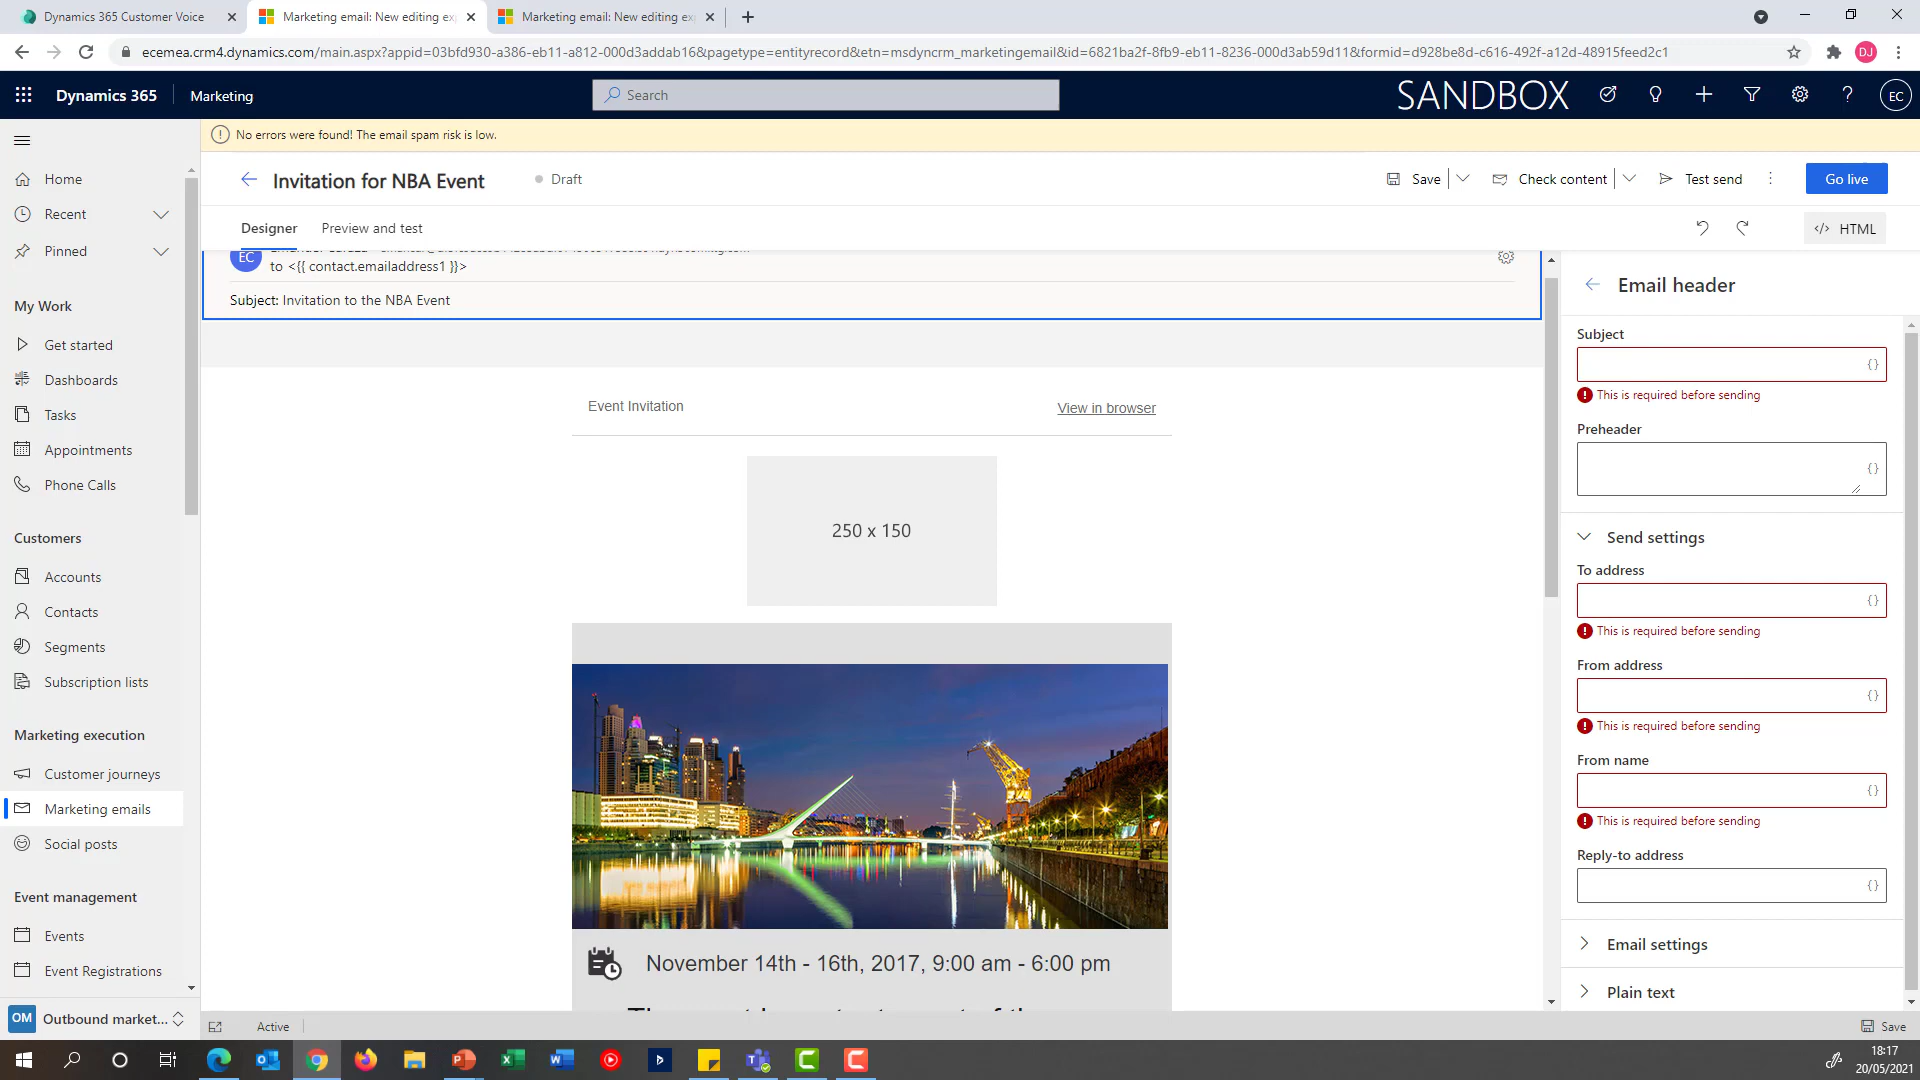 Dynamics 365 Customer Voice
Marketing email: New editing ex
Marketing email: New editing ex
ecemea.crm4.dynamics.com/main.aspx?appid=03bfd930-a386-eb11-a812-000d3addab16&pagetype=entityrecord&etn=msdyncrm_marketingemail&id=6821ba2f-8fb9-eb11-8236-000d3ab59d11&formid=d928be8d-c616-492f-a12d-48915feed2c1
DJ
Dynamics 365
Marketing
Search
SANDBOX
EC
No errors were found! The email spam risk is low.
Invitation for NBA Event
Draft
Save
Check content
Test send
Go live
Designer
Preview and test
HTML
Home
Recent
Pinned
My Work
Get started
Dashboards
Tasks
Appointments
Phone Calls
Customers
Accounts
Contacts
Segments
Subscription lists
Marketing execution
Customer journeys
Marketing emails
Social posts
Event management
Events
Event Registrations
OM
Outbound market...
EC
to <{{ contact.emailaddress1 }}>
Subject: Invitation to the NBA Event
Event Invitation
View in browser
250 x 150
November 14th - 16th, 2017, 9:00 am - 6:00 pm
Email header
Subject
{}
This is required before sending
Preheader
{}
Send settings
To address
{}
This is required before sending
From address
{}
This is required before sending
From name
{}
This is required before sending
Reply-to address
{}
Email settings
Plain text
Active
Save
18:17
20/05/2021